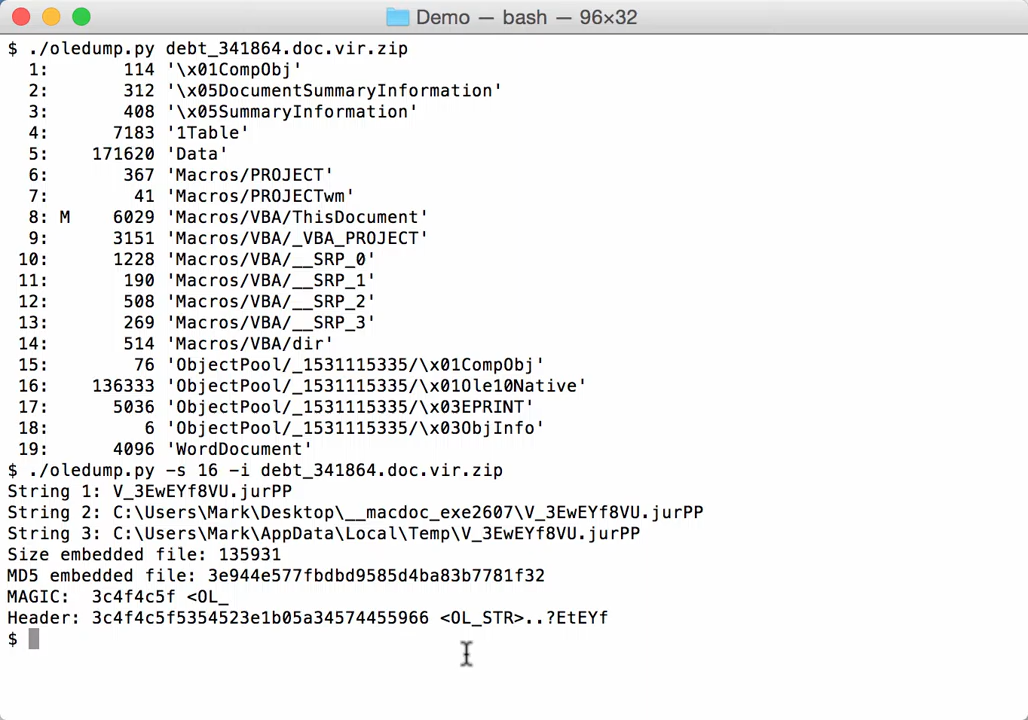 Demo — bash — 96×32
$ ./oledump.py debt_341864.doc.vir.zip
1: 114 '\x01CompObj'
2: 312 '\x05DocumentSummaryInformation'
3: 408 '\x05SummaryInformation'
4: 7183 '1Table'
5: 171620 'Data'
6: 367 'Macros/PROJECT'
7: 41 'Macros/PROJECTwm'
8: M 6029 'Macros/VBA/ThisDocument'
9: 3151 'Macros/VBA/_VBA_PROJECT'
10: 1228 'Macros/VBA/__SRP_0'
11: 190 'Macros/VBA/__SRP_1'
12: 508 'Macros/VBA/__SRP_2'
13: 269 'Macros/VBA/__SRP_3'
14: 514 'Macros/VBA/dir'
15: 76 'ObjectPool/_1531115335/\x01CompObj'
16: 136333 'ObjectPool/_1531115335/\x01Ole10Native'
17: 5036 'ObjectPool/_1531115335/\x03EPRINT'
18: 6 'ObjectPool/_1531115335/\x03ObjInfo'
19: 4096 'WordDocument'
$ ./oledump.py -s 16 -i debt_341864.doc.vir.zip
String 1: V_3EwEYf8VU.jurPP
String 2: C:\Users\Mark\Desktop\__macdoc_exe2607\V_3EwEYf8VU.jurPP
String 3: C:\Users\Mark\AppData\Local\Temp\V_3EwEYf8VU.jurPP
Size embedded file: 135931
MD5 embedded file: 3e944e577fbdbd9585d4ba83b7781f32
MAGIC: 3c4f4c5f <OL_
Header: 3c4f4c5f5354523e1b05a34574455966 <OL_STR>..?EtEYf
$